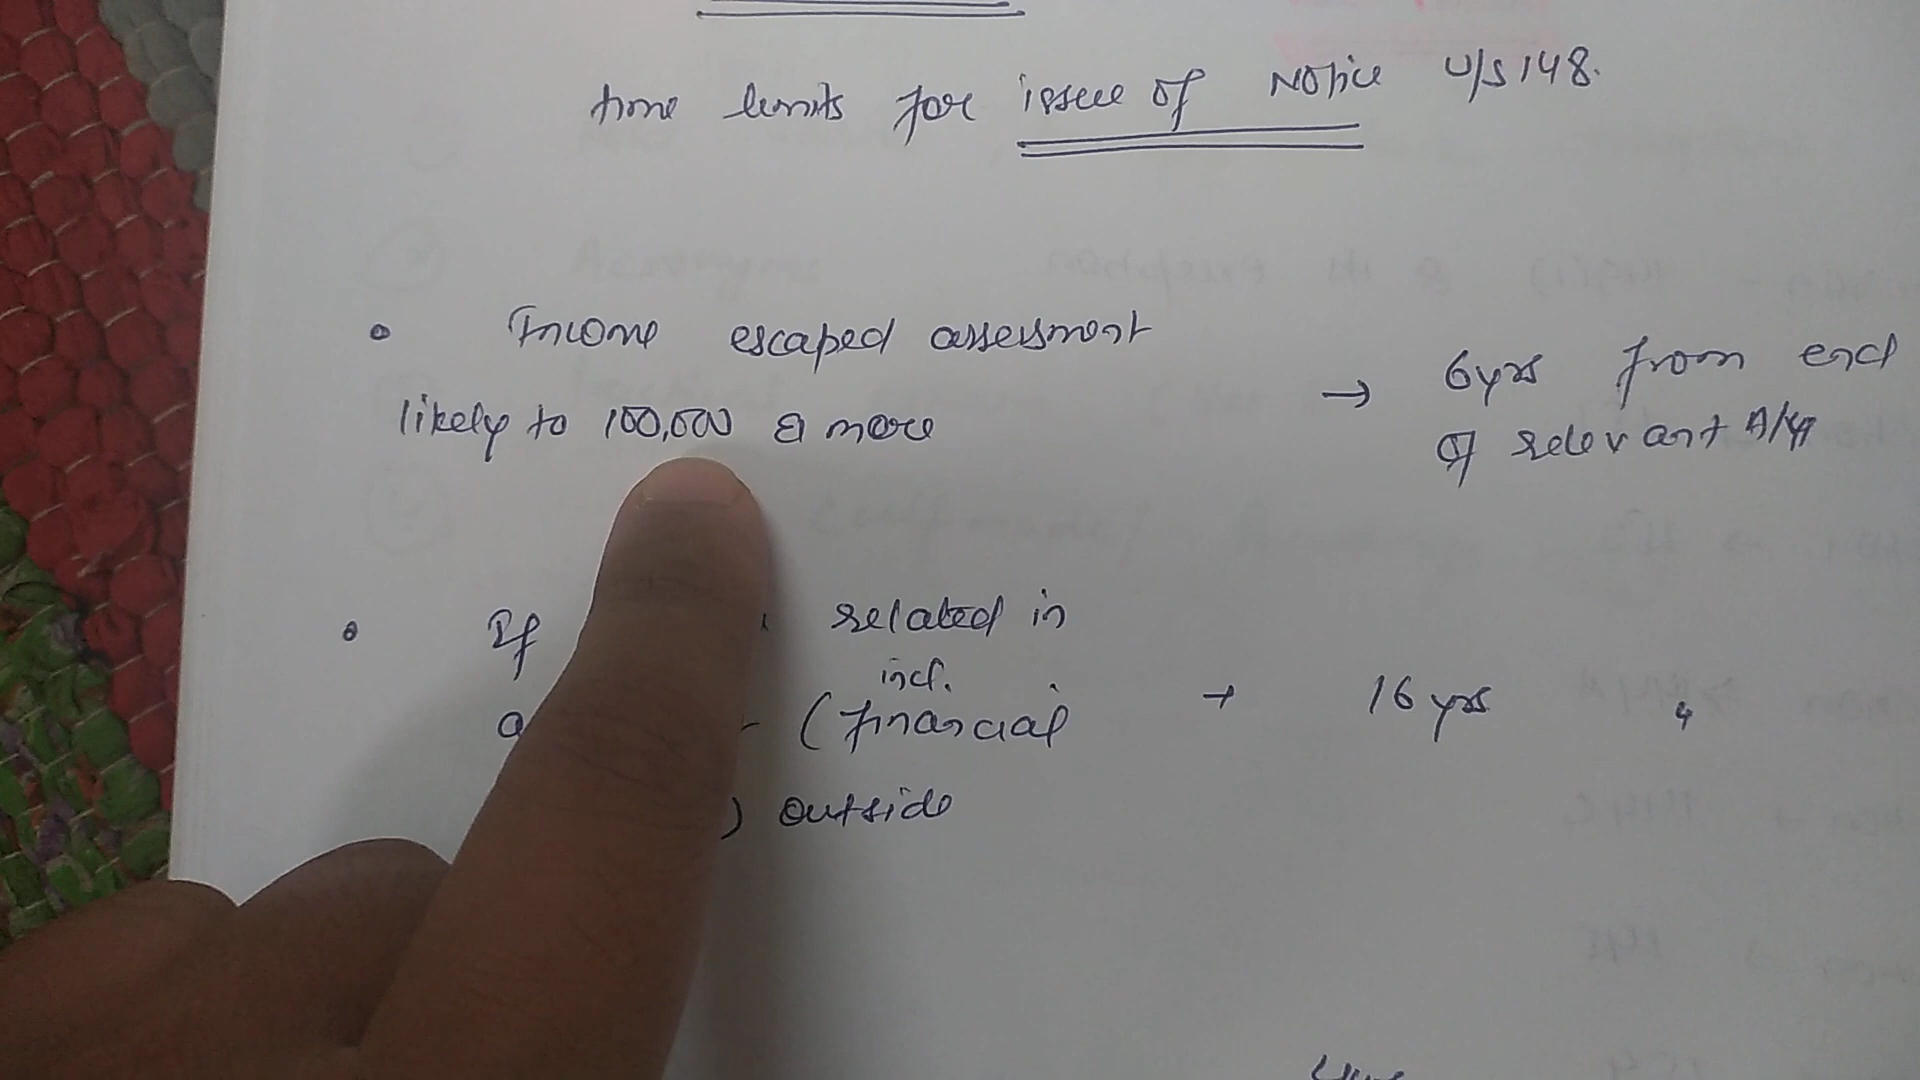 time limits for issue of Notice u/s 148.
Income escaped assessment
likely to 100,000 & more
→ 6yrs from end
of relevant A/y
If related in
incl.
(financial
) outside
→ 16 yrs